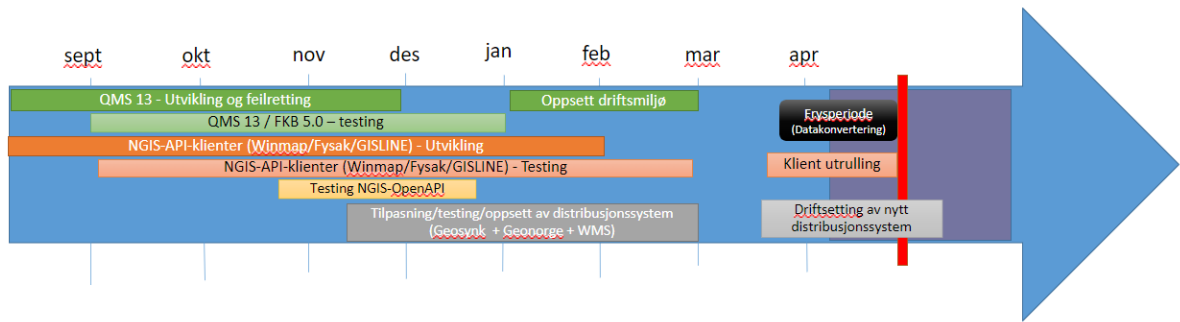 sept okt nov des jan feb mar apr
QMS 13 - Utvikling og feilretting
Oppsett driftsmiljø
QMS 13 / FKB 5.0 – testing
Frysperiode
(Datakonvertering)
NGIS-API-klienter (Winmap/Fysak/GISLINE) - Utvikling
NGIS-API-klienter (Winmap/Fysak/GISLINE) - Testing
Klient utrulling
Testing NGIS-OpenAPI
Tilpasning/testing/oppsett av distribusjonssystem
(Geosynk + Geonorge + WMS)
Driftsetting av nytt
distribusjonssystem